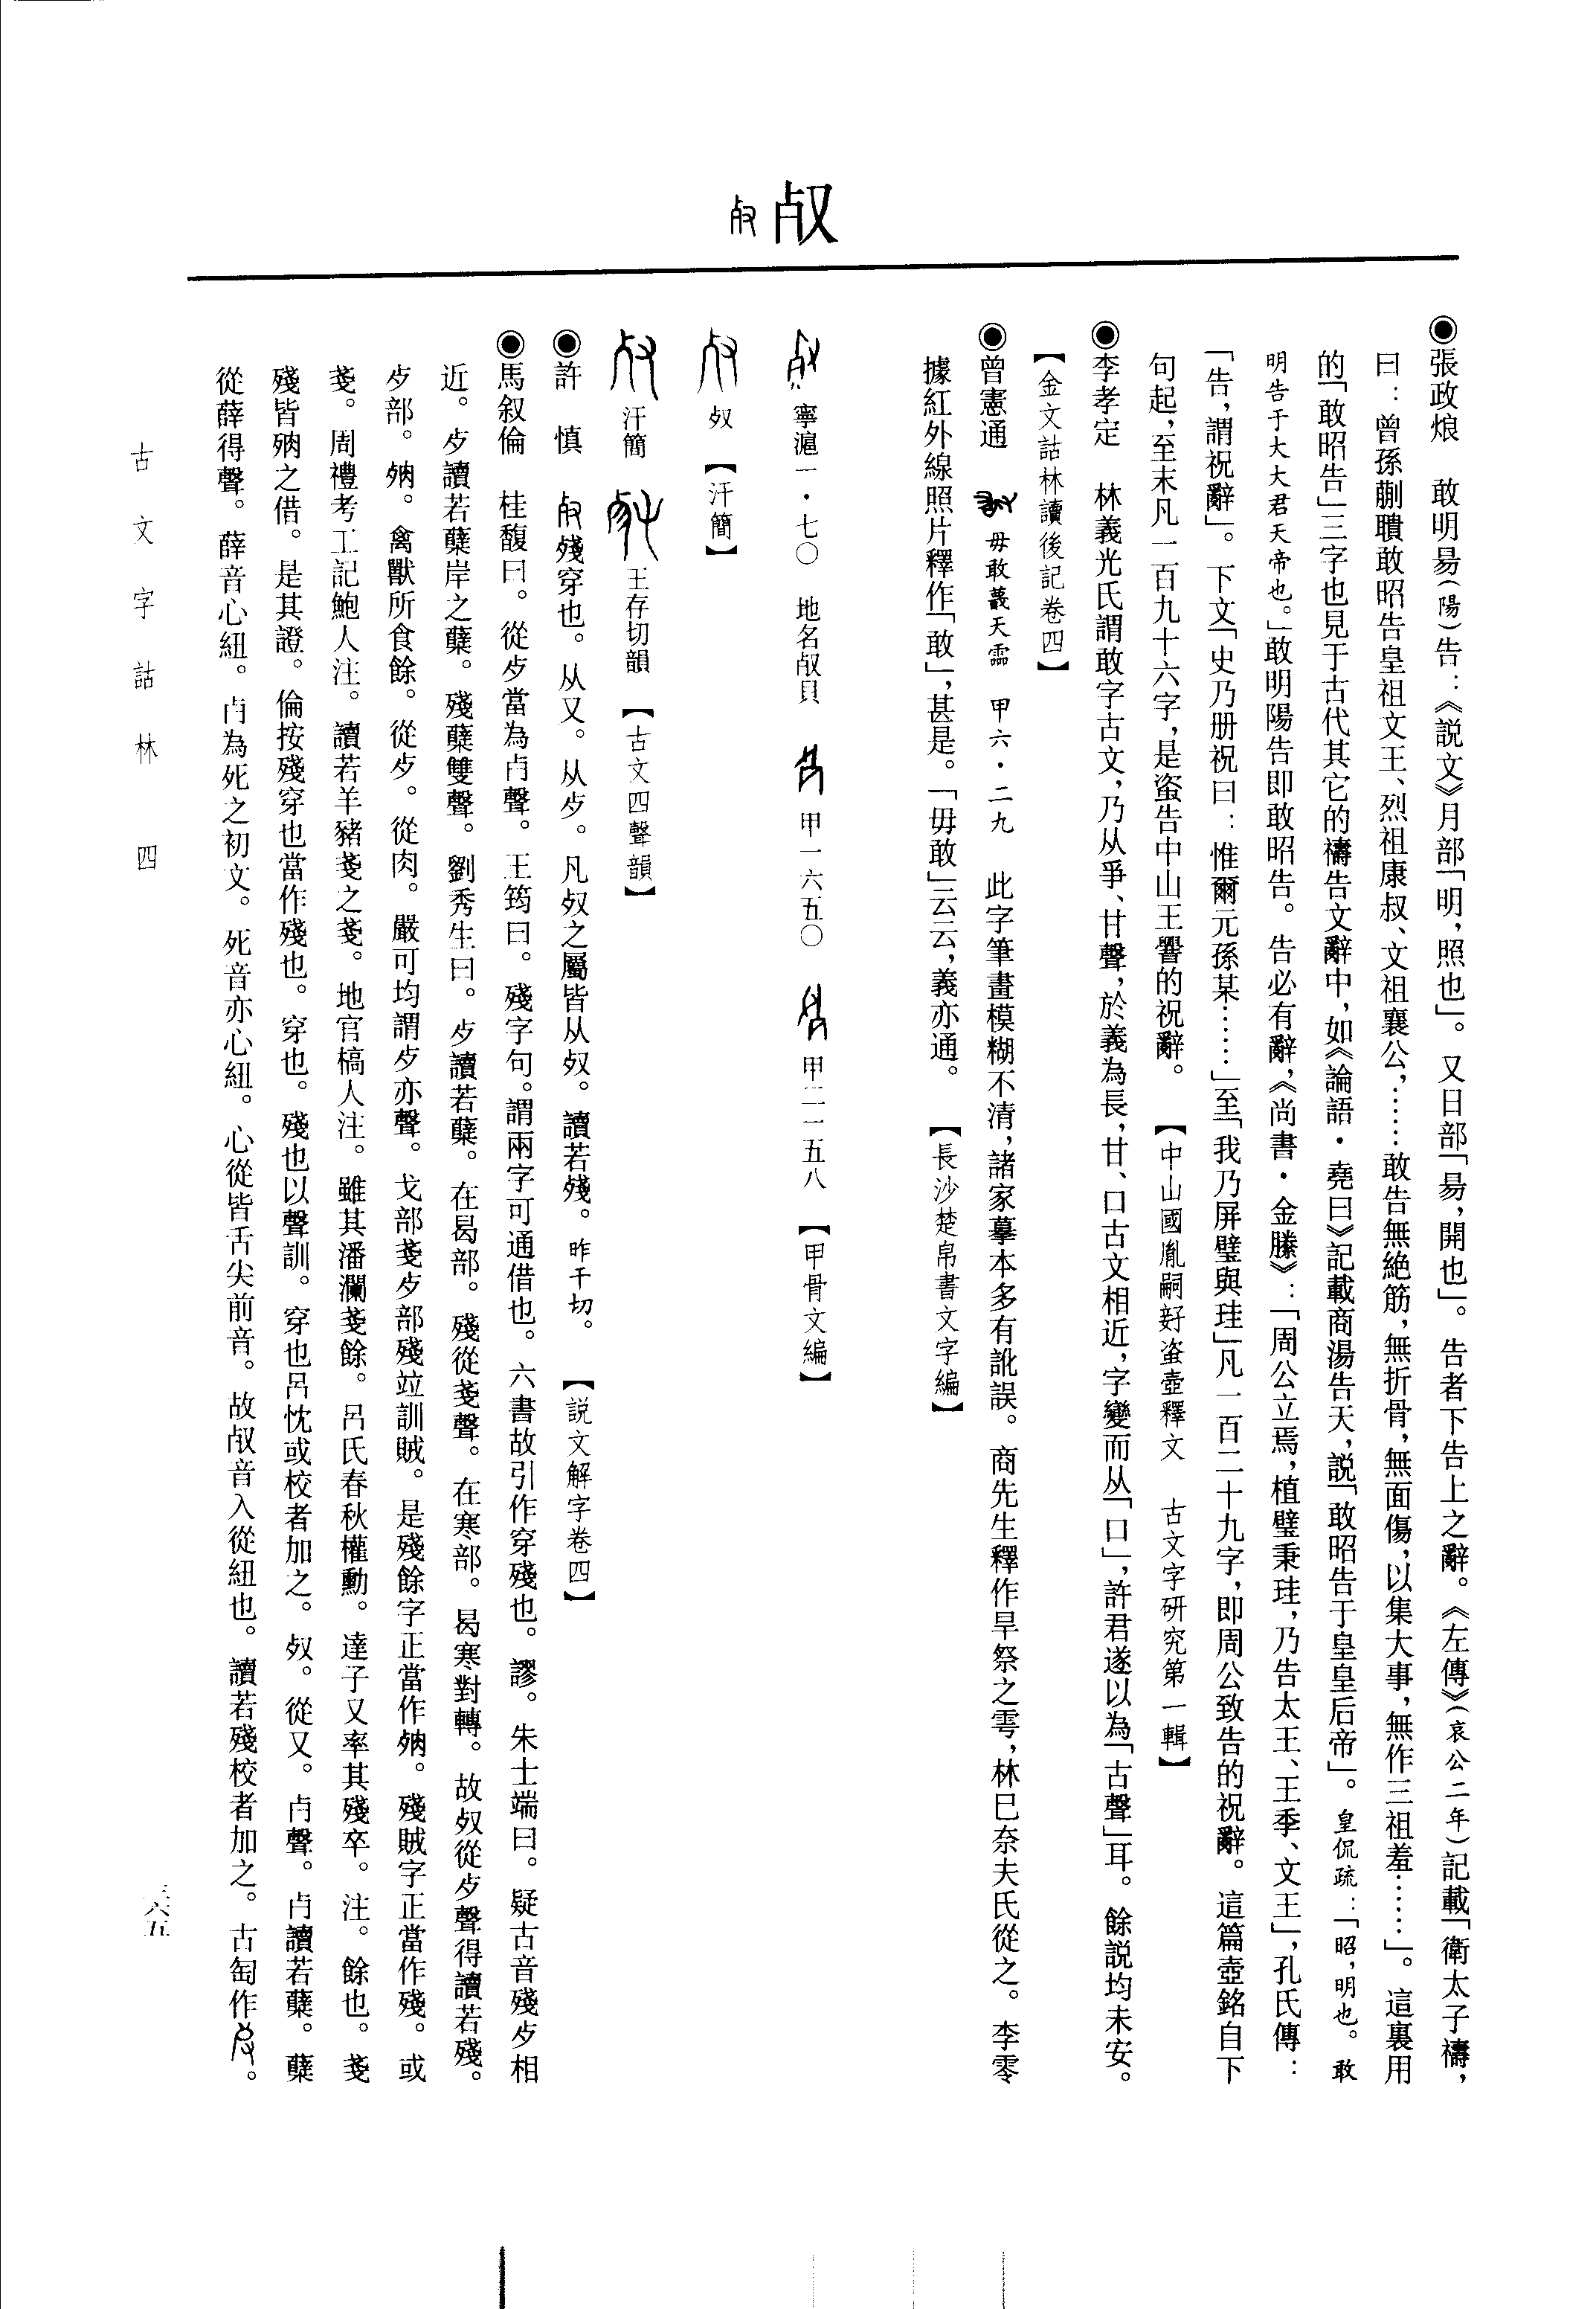 㕡
◉張政烺　敢明昜(陽)告：《説文》月部「明，照也」。又日部「昜，開也」。告者下告上之辭。《左傳》(哀公二年)記載「衛太子禱，
曰：曾孫蒯聵敢昭告皇祖文王、烈祖康叔、文祖襄公，……敢告無絶筋，無折骨，無面傷，以集大事，無作三祖羞……」。這裏用
的「敢昭告」三字也見于古代其它的禱告文辭中，如《論語·堯曰》記載商湯告天，説「敢昭告于皇皇后帝」。皇侃疏：「昭，明也。敢
明告于大大君天帝也。」敢明陽告即敢昭告。告必有辭，《尚書·金縢》：「周公立焉，植璧秉珪，乃告太王、王季、文王」，孔氏傳：
「告，謂祝辭」。下文「史乃册祝曰：惟爾元孫某……」至「我乃屏璧與珪」凡一百二十九字，即周公致告的祝辭。這篇壺銘自下
句起，至末凡一百九十六字，是盗告中山王譽的祝辭。【中山國胤嗣好盗壺釋文　古文字研究第一輯】
◉李孝定　林義光氏謂敢字古文，乃从爭、甘聲，於義為長，甘、口古文相近，字變而从「口」，許君遂以為「古聲」耳。餘説均未安。
【金文詁林讀後記卷四】
◉曾憲通　毋敢　天霝　甲六·二九　此字筆畫模糊不清，諸家摹本多有訛誤。商先生釋作旱祭之雩，林巳奈夫氏從之。李零
據紅外線照片釋作「敢」，甚是。「毋敢」云云，義亦通。【長沙楚帛書文字編】
寧滬一·七〇　地名㕡貝　甲一六五〇　甲二一五八　【甲骨文編】
𣦼　【汗簡】
汗簡　王存切韻　【古文四聲韻】
◉許　慎　𣦼殘穿也。从又。从歺。凡𣦼之屬皆从𣦼。讀若殘。昨干切。【説文解字卷四】
◉馬叙倫　桂馥曰。從歺當為卢聲。王筠曰。殘字句。謂兩字可通借也。六書故引作穿殘也。謬。朱士端曰。疑古音殘歺相
近。歺讀若蘖岸之蘖。殘蘖雙聲。劉秀生曰。歺讀若蘖。在曷部。殘從戔聲。在寒部。曷寒對轉。故𣦼從歺聲得讀若殘。
歺部。𣧻。禽獸所食餘。從歺。從肉。嚴可均謂歺亦聲。戈部戔歺部殘竝訓賊。是殘餘字正當作𣧻。殘賊字正當作殘。或
戔。周禮考工記鮑人注。讀若羊豬戔之戔。地官槁人注。雖其潘瀾戔餘。呂氏春秋權勳。達子又率其殘卒。注。餘也。戔
殘皆𣧻之借。是其證。倫按殘穿也當作殘也。穿也。殘也以聲訓。穿也呂忱或校者加之。𣦼。從又。卢聲。卢讀若蘖。蘖
從薛得聲。薛音心紐。卢為死之初文。死音亦心紐。心從皆舌尖前音。故㕡音入從紐也。讀若殘校者加之。古匋作。
古文字詁林　四
三六五